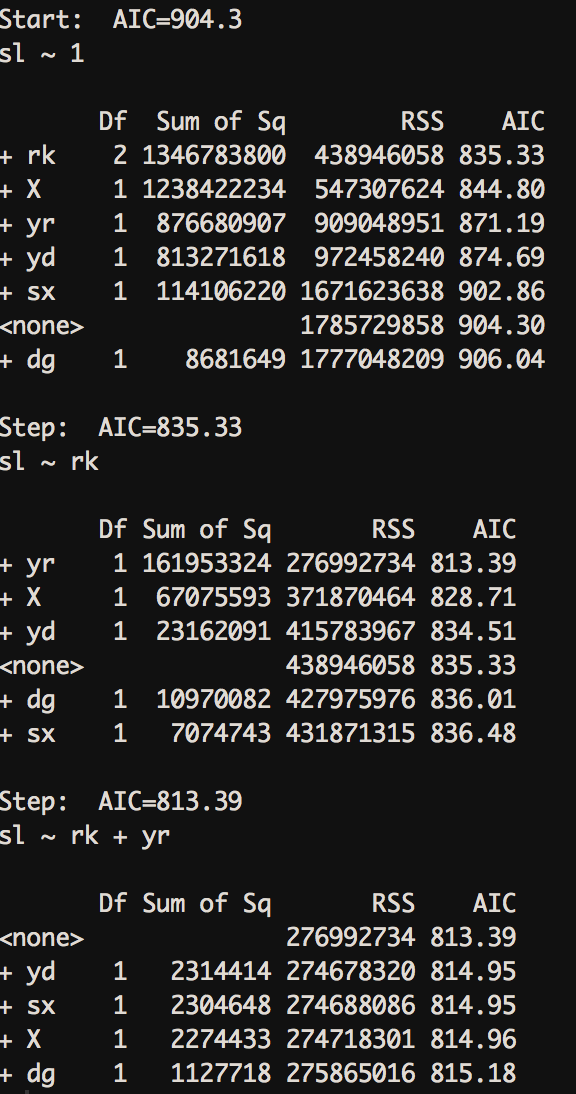 Start:  AIC=904.3
sl ~ 1
       Df  Sum of Sq        RSS    AIC
+ rk    2 1346783800  438946058 835.33
+ X     1 1238422234  547307624 844.80
+ yr    1  876680907  909048951 871.19
+ yd    1  813271618  972458240 874.69
+ sx    1  114106220 1671623638 902.86
<none>               1785729858 904.30
+ dg    1    8681649 1777048209 906.04
Step:  AIC=835.33
sl ~ rk
       Df Sum of Sq       RSS    AIC
+ yr    1 161953324 276992734 813.39
+ X     1  67075593 371870464 828.71
+ yd    1  23162091 415783967 834.51
<none>              438946058 835.33
+ dg    1  10970082 427975976 836.01
+ sx    1   7074743 431871315 836.48
Step:  AIC=813.39
sl ~ rk + yr
       Df Sum of Sq       RSS    AIC
<none>              276992734 813.39
+ yd    1   2314414 274678320 814.95
+ sx    1   2304648 274688086 814.95
+ X     1   2274433 274718301 814.96
+ dg    1   1127718 275865016 815.18